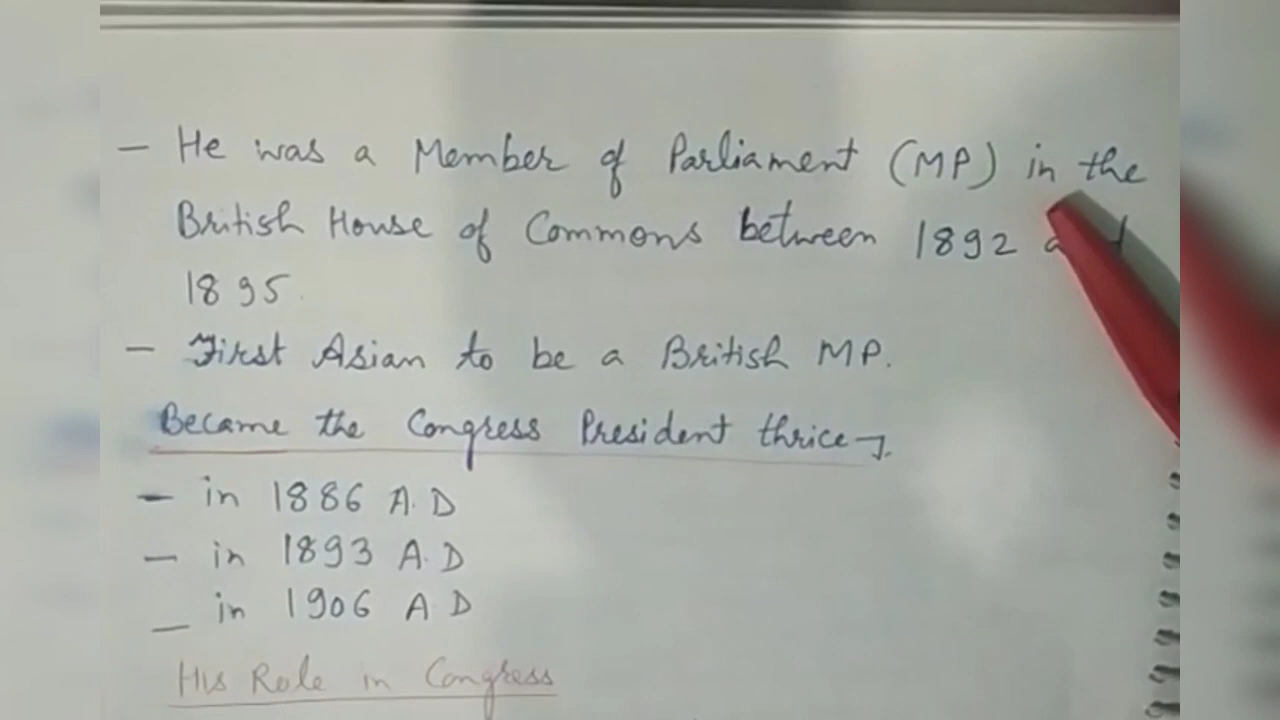 - He was a Member of Parliament (MP) in the
British House of Commons between 1892 and
1895.
- First Asian to be a British MP.
Became the Congress President thrice -
- in 1886 A.D
- in 1893 A.D
- in 1906 A D
His Role in Congress